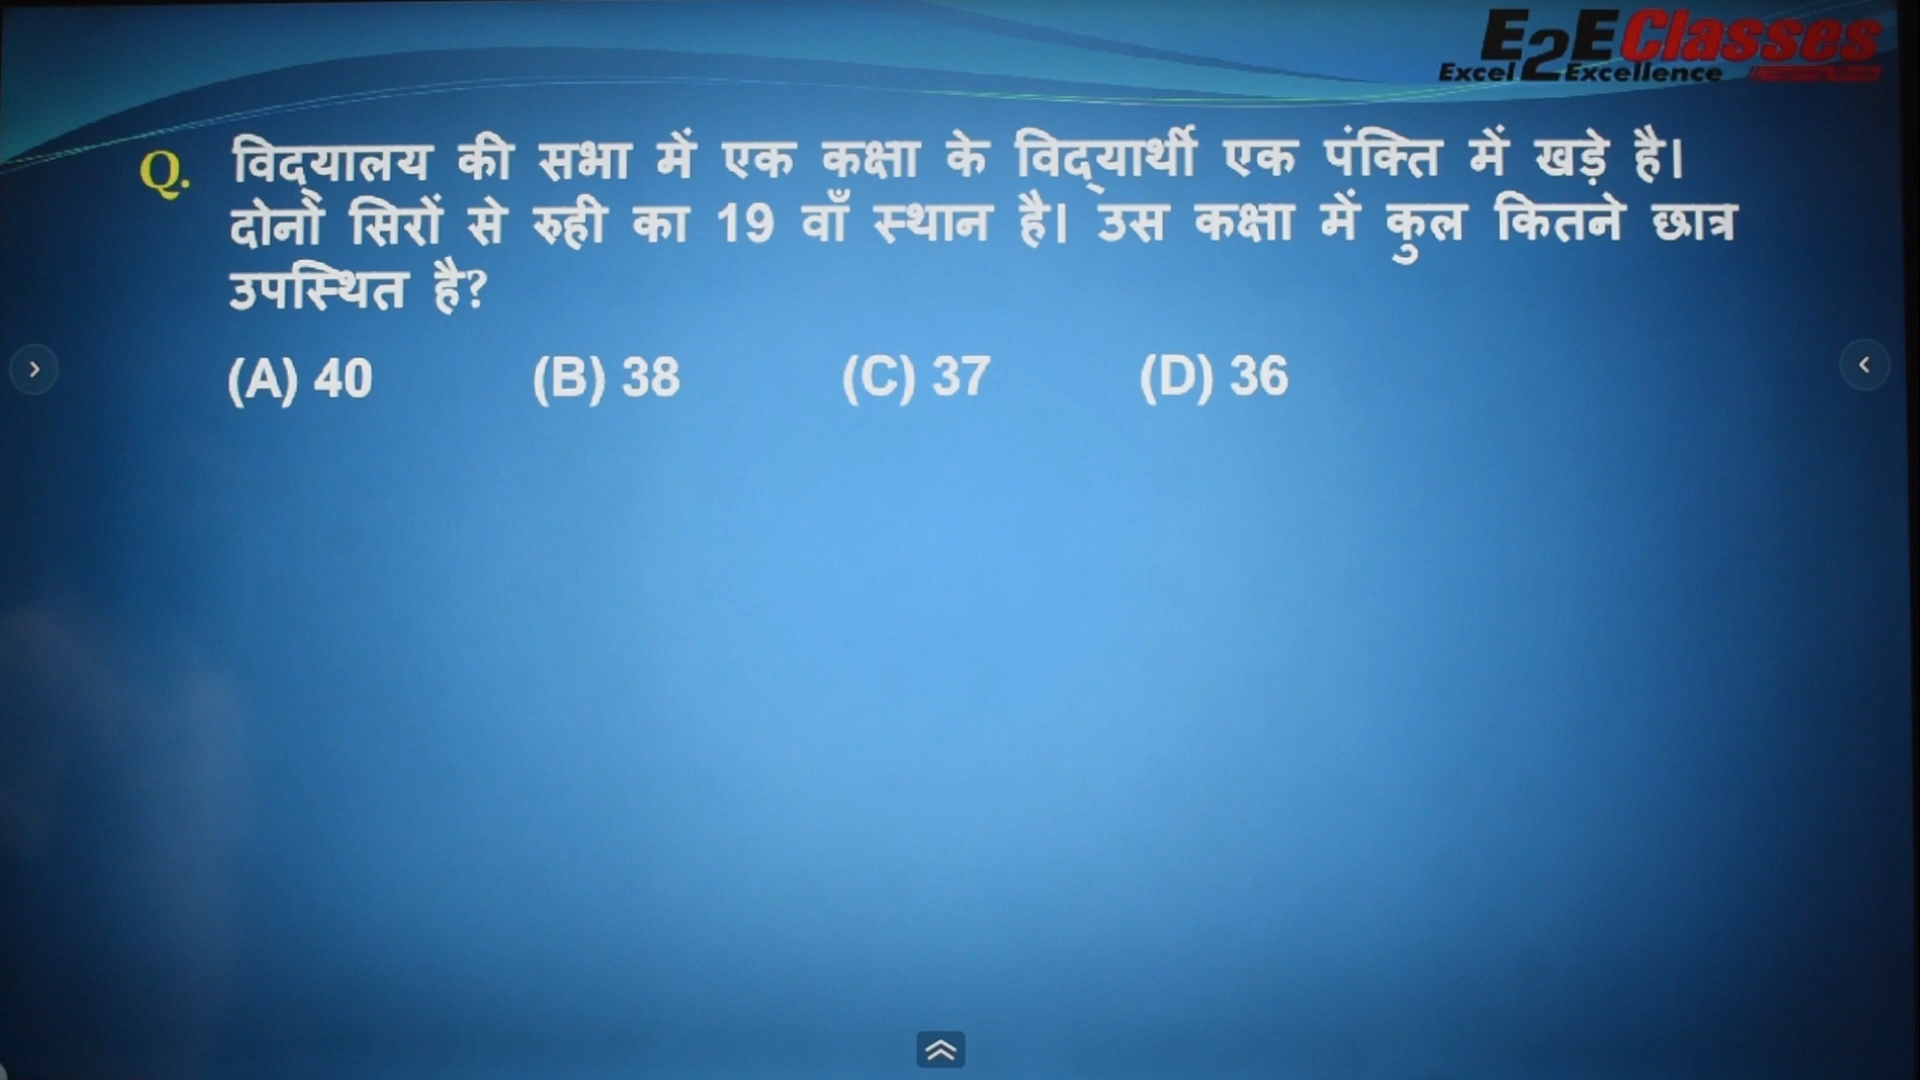 E2E Classes
Excel 2 Excellence
Q. विद्यालय की सभा में एक कक्षा के विद्यार्थी एक पंक्ति में खड़े है।
दोनों सिरों से रुही का 19 वाँ स्थान है। उस कक्षा में कुल कितने छात्र
उपस्थित है?
(A) 40 (B) 38 (C) 37 (D) 36